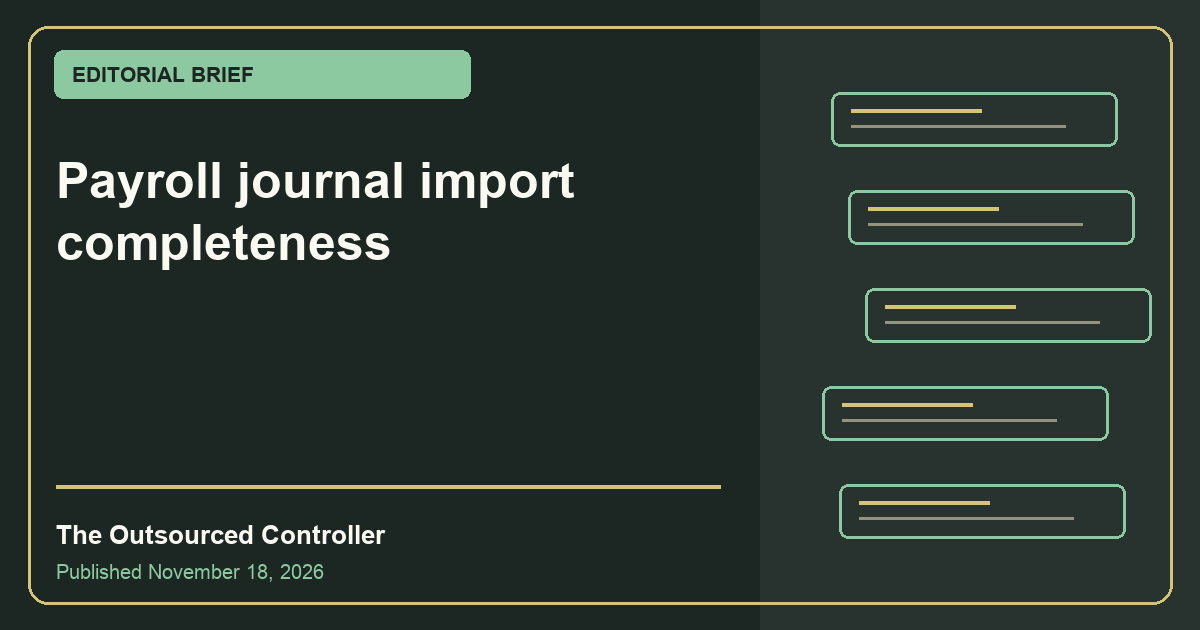 EDITORIAL BRIEF
Payroll journal import
completeness
The Outsourced Controller
Published November 18, 2026